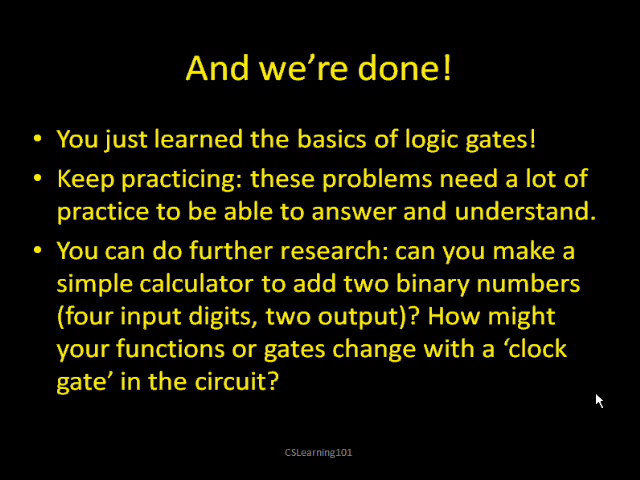 And we’re done!
• You just learned the basics of logic gates!
• Keep practicing: these problems need a lot of
practice to be able to answer and understand.
• You can do further research: can you make a
simple calculator to add two binary numbers
(four input digits, two output)? How might
your functions or gates change with a ‘clock
gate’ in the circuit?
CSLearning101